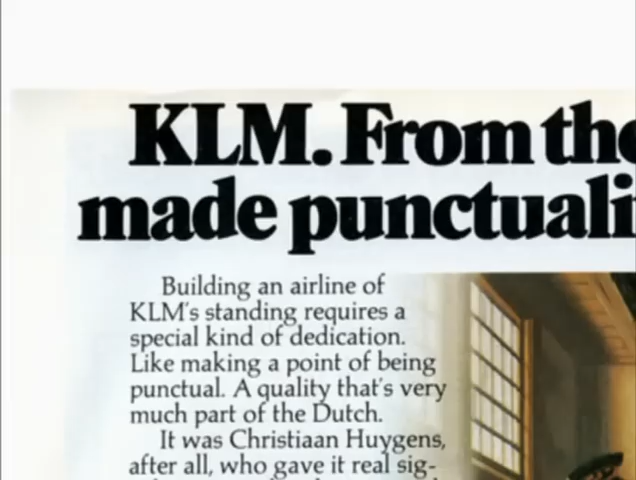 KLM. From the
made punctuali
Building an airline of
KLM's standing requires a
special kind of dedication.
Like making a point of being
punctual. A quality that's very
much part of the Dutch.
It was Christiaan Huygens,
after all, who gave it real sig-